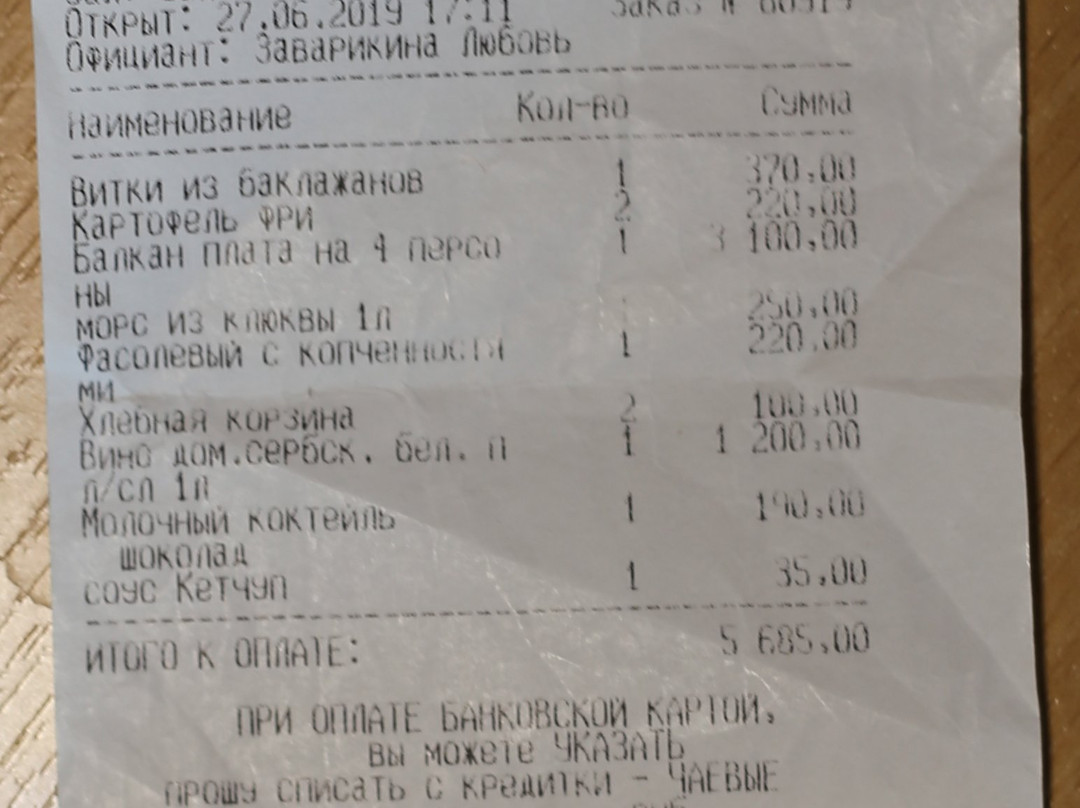 Открыт: 27.06.2019 17:11 Заказ №
Официант: Заварикина Любовь
наименование Кол-во Сумма
Витки из баклажанов 1 370,00
Картофель ФРИ 2 220,00
Балкан плата на 4 персо 1 3 100,00
ны
морс из клюквы 1л 250,00
Фасолевый с копченностя 1 220,00
ми
Хлебная корзина 2 100,00
Вино дом.сербск. бел. п 1 1 200,00
л/сл 1л
Молочный коктейль 1 190,00
шоколад
соус Кетчуп 1 35,00
ИТОГО К ОПЛАТЕ: 5 685,00
ПРИ ОПЛАТЕ БАНКОВСКОЙ КАРТОЙ,
вы можете УКАЗАТЬ
прошу списать с кредитки - ЧАЕВЫЕ